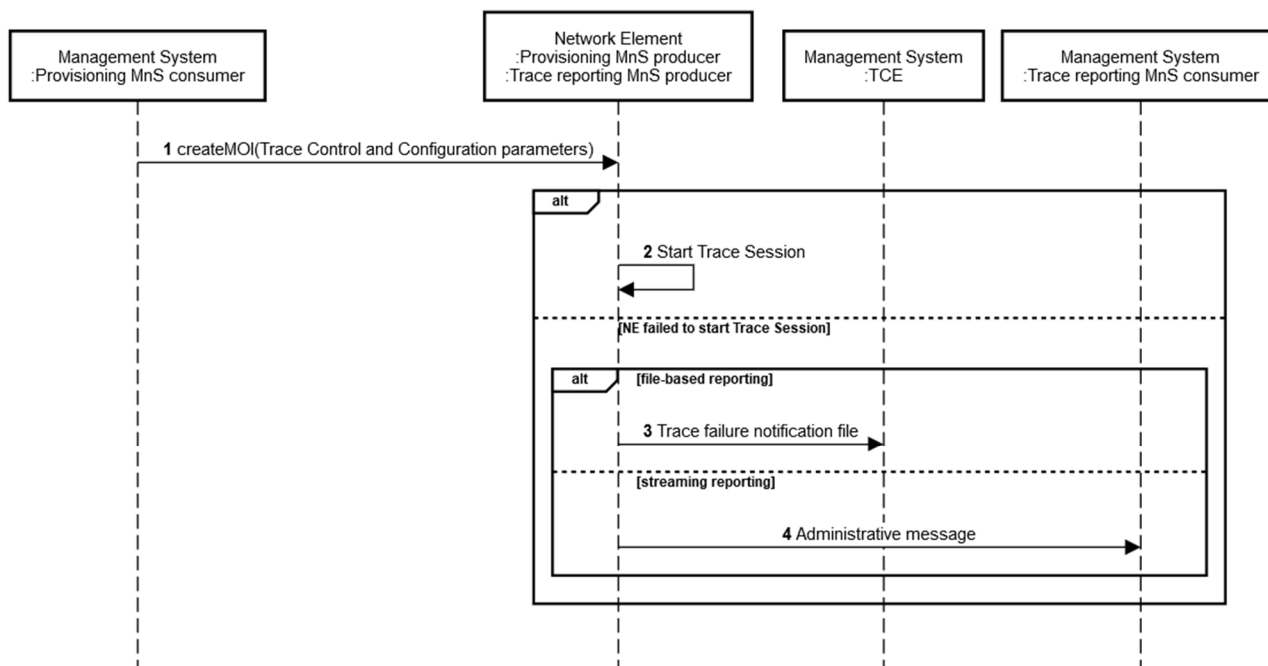 Management System
:Provisioning MnS consumer
Network Element
:Provisioning MnS producer
:Trace reporting MnS producer
Management System
:TCE
Management System
:Trace reporting MnS consumer
1 createMOI(Trace Control and Configuration parameters)
alt
2 Start Trace Session
[NE failed to start Trace Session]
alt
[file-based reporting]
3 Trace failure notification file
[streaming reporting]
4 Administrative message